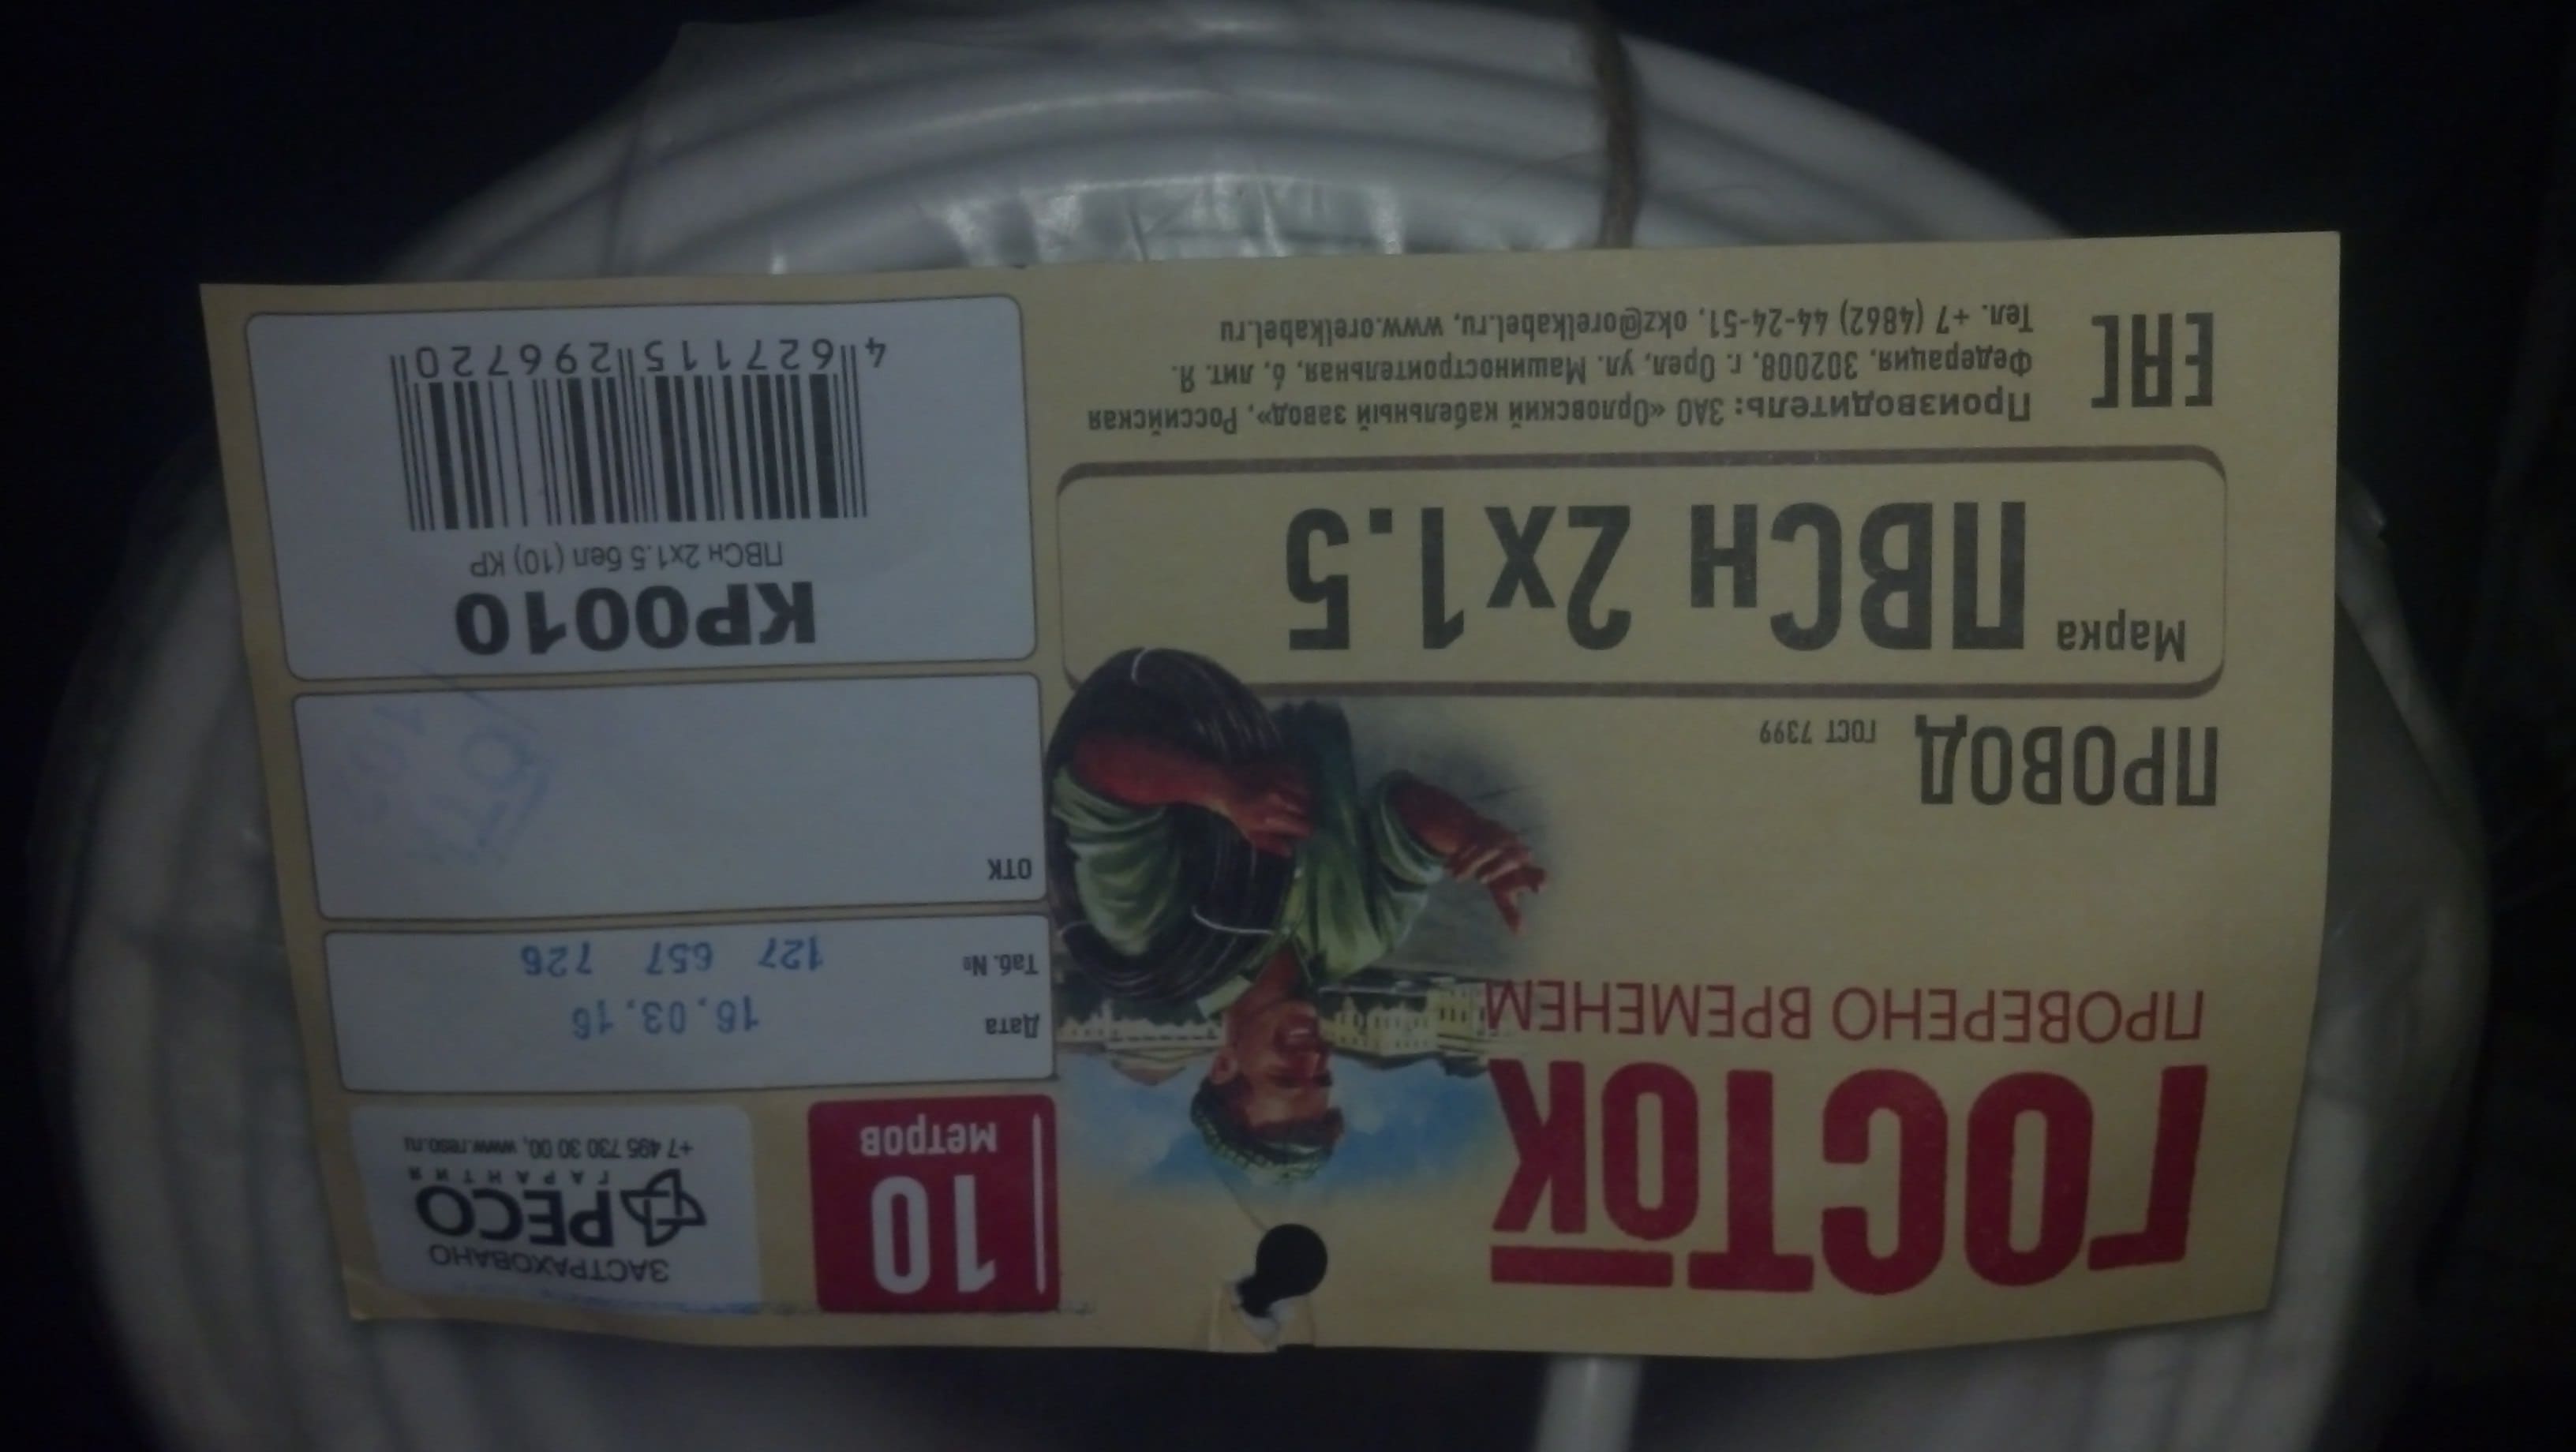 ГОСТОК
ПРОВЕРЕНО ВРЕМЕНЕМ
ПРОВОД ГОСТ 7399
Марка ПВСн 2х1.5
Производитель: ЗАО «Орловский кабельный завод», Российская
Федерация, 302008, г. Орел, ул. Машиностроительная, 6, лит. Я.
Тел. +7 (4862) 44-24-51, okz@orelkabel.ru, www.orelkabel.ru
ЕАС
10
метров
ЗАСТРАХОВАНО
РЕСО
ГАРАНТИЯ
+7 495 730 30 00, www.reso.ru
Дата 16.03.16
Таб. № 127 657 726
ОТК
ОТК
КР0010
ПВСн 2х1.5 бел (10) КР
4 627115 296720